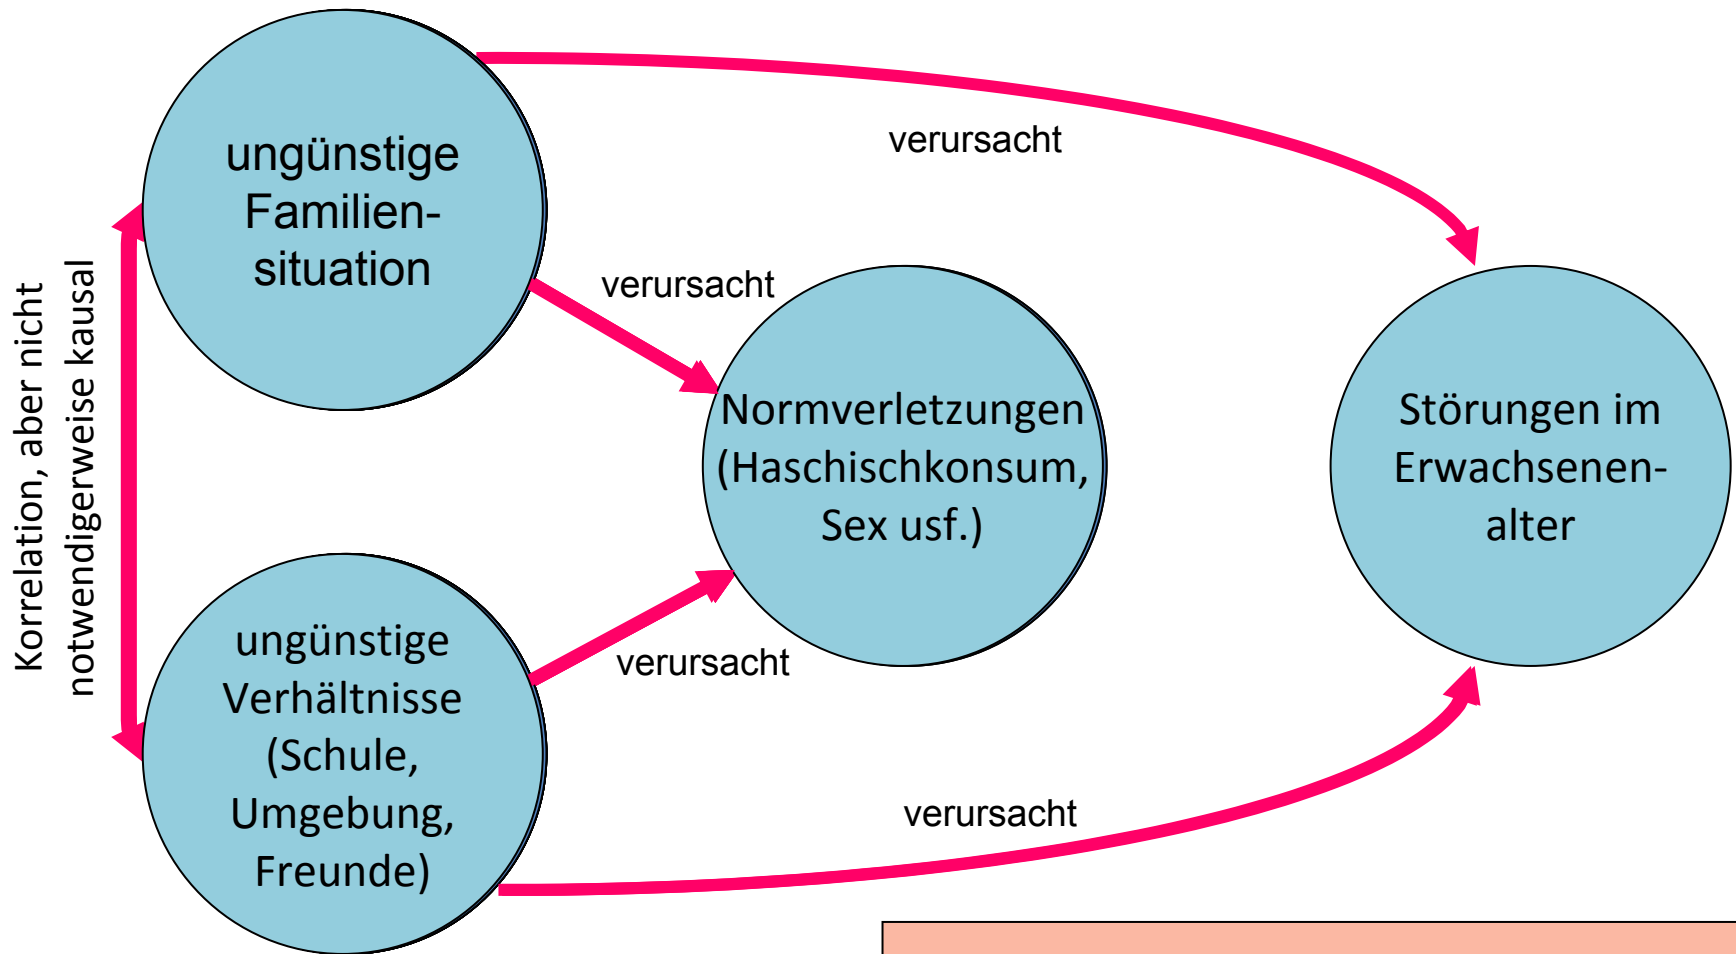 ungünstige
Familien-
situation
verursacht
verursacht
Korrelation, aber nicht
notwendigerweise kausal
Normverletzungen
(Haschischkonsum,
Sex usf.)
Störungen im
Erwachsenen-
alter
ungünstige
Verhältnisse
(Schule,
Umgebung,
Freunde)
verursacht
verursacht